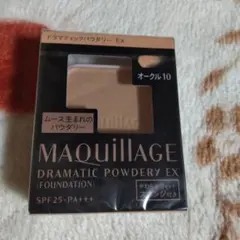 ドラマティックパウダリー EX
オークル10
ムース生まれの
パウダリー
MAQuillAGE
DRAMATIC POWDERY EX
(FOUNDATION)
SPF25・PA+++